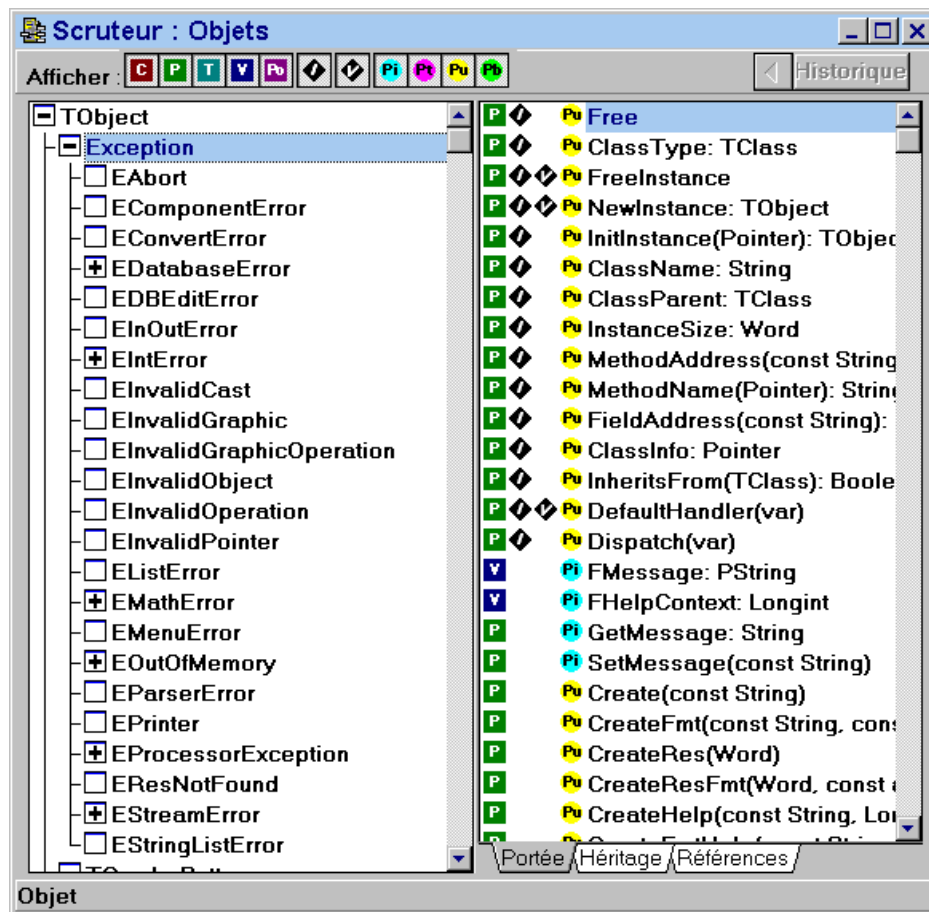 Scruteur : Objets
Afficher : C P T V Po I V Pi Pt Pu Pb Historique
TObject
Exception
EAbort
EComponentError
EConvertError
EDatabaseError
EDBEditError
EInOutError
EIntError
EInvalidCast
EInvalidGraphic
EInvalidGraphicOperation
EInvalidObject
EInvalidOperation
EInvalidPointer
EListError
EMathError
EMenuError
EOutOfMemory
EParserError
EPrinter
EProcessorException
EResNotFound
EStreamError
EStringListError
P I Pu Free
P I Pu ClassType: TClass
P I V Pu FreeInstance
P I V Pu NewInstance: TObject
P I Pu InitInstance(Pointer): TObjec
P I Pu ClassName: String
P I Pu ClassParent: TClass
P I Pu InstanceSize: Word
P I Pu MethodAddress(const String
P I Pu MethodName(Pointer): String
P I Pu FieldAddress(const String):
P I Pu ClassInfo: Pointer
P I Pu InheritsFrom(TClass): Boole
P I V Pu DefaultHandler(var)
P I Pu Dispatch(var)
V Pi FMessage: PString
V Pi FHelpContext: Longint
P Pi GetMessage: String
P Pi SetMessage(const String)
P Pu Create(const String)
P Pu CreateFmt(const String, cons
P Pu CreateRes(Word)
P Pu CreateResFmt(Word, const
P Pu CreateHelp(const String, Lon
Portée Héritage Références
Objet